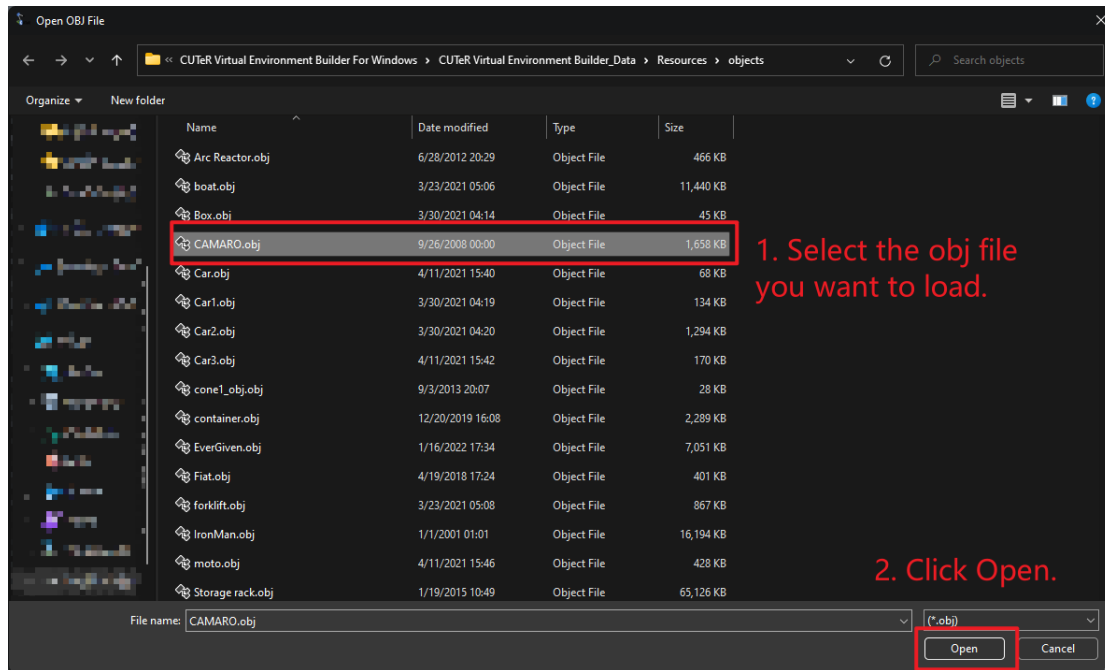 Open OBJ File
« CUTeR Virtual Environment Builder For Windows > CUTeR Virtual Environment Builder_Data > Resources > objects
Search objects
Organize
New folder
Name Date modified Type Size
Arc Reactor.obj 6/28/2012 20:29 Object File 466 KB
boat.obj 3/23/2021 05:06 Object File 11,440 KB
Box.obj 3/30/2021 04:14 Object File 45 KB
CAMARO.obj 9/26/2008 00:00 Object File 1,658 KB
1. Select the obj file
you want to load.
Car.obj 4/11/2021 15:40 Object File 68 KB
Car1.obj 3/30/2021 04:19 Object File 134 KB
Car2.obj 3/30/2021 04:20 Object File 1,294 KB
Car3.obj 4/11/2021 15:42 Object File 170 KB
cone1_obj.obj 9/3/2013 20:07 Object File 28 KB
container.obj 12/20/2019 16:08 Object File 2,289 KB
EverGiven.obj 1/16/2022 17:34 Object File 7,051 KB
Fiat.obj 4/19/2018 17:24 Object File 401 KB
forklift.obj 3/23/2021 05:08 Object File 867 KB
IronMan.obj 1/1/2001 01:01 Object File 16,194 KB
moto.obj 4/11/2021 15:46 Object File 428 KB
2. Click Open.
Storage rack.obj 1/19/2015 10:49 Object File 65,126 KB
File name: CAMARO.obj
(*.obj)
Open
Cancel